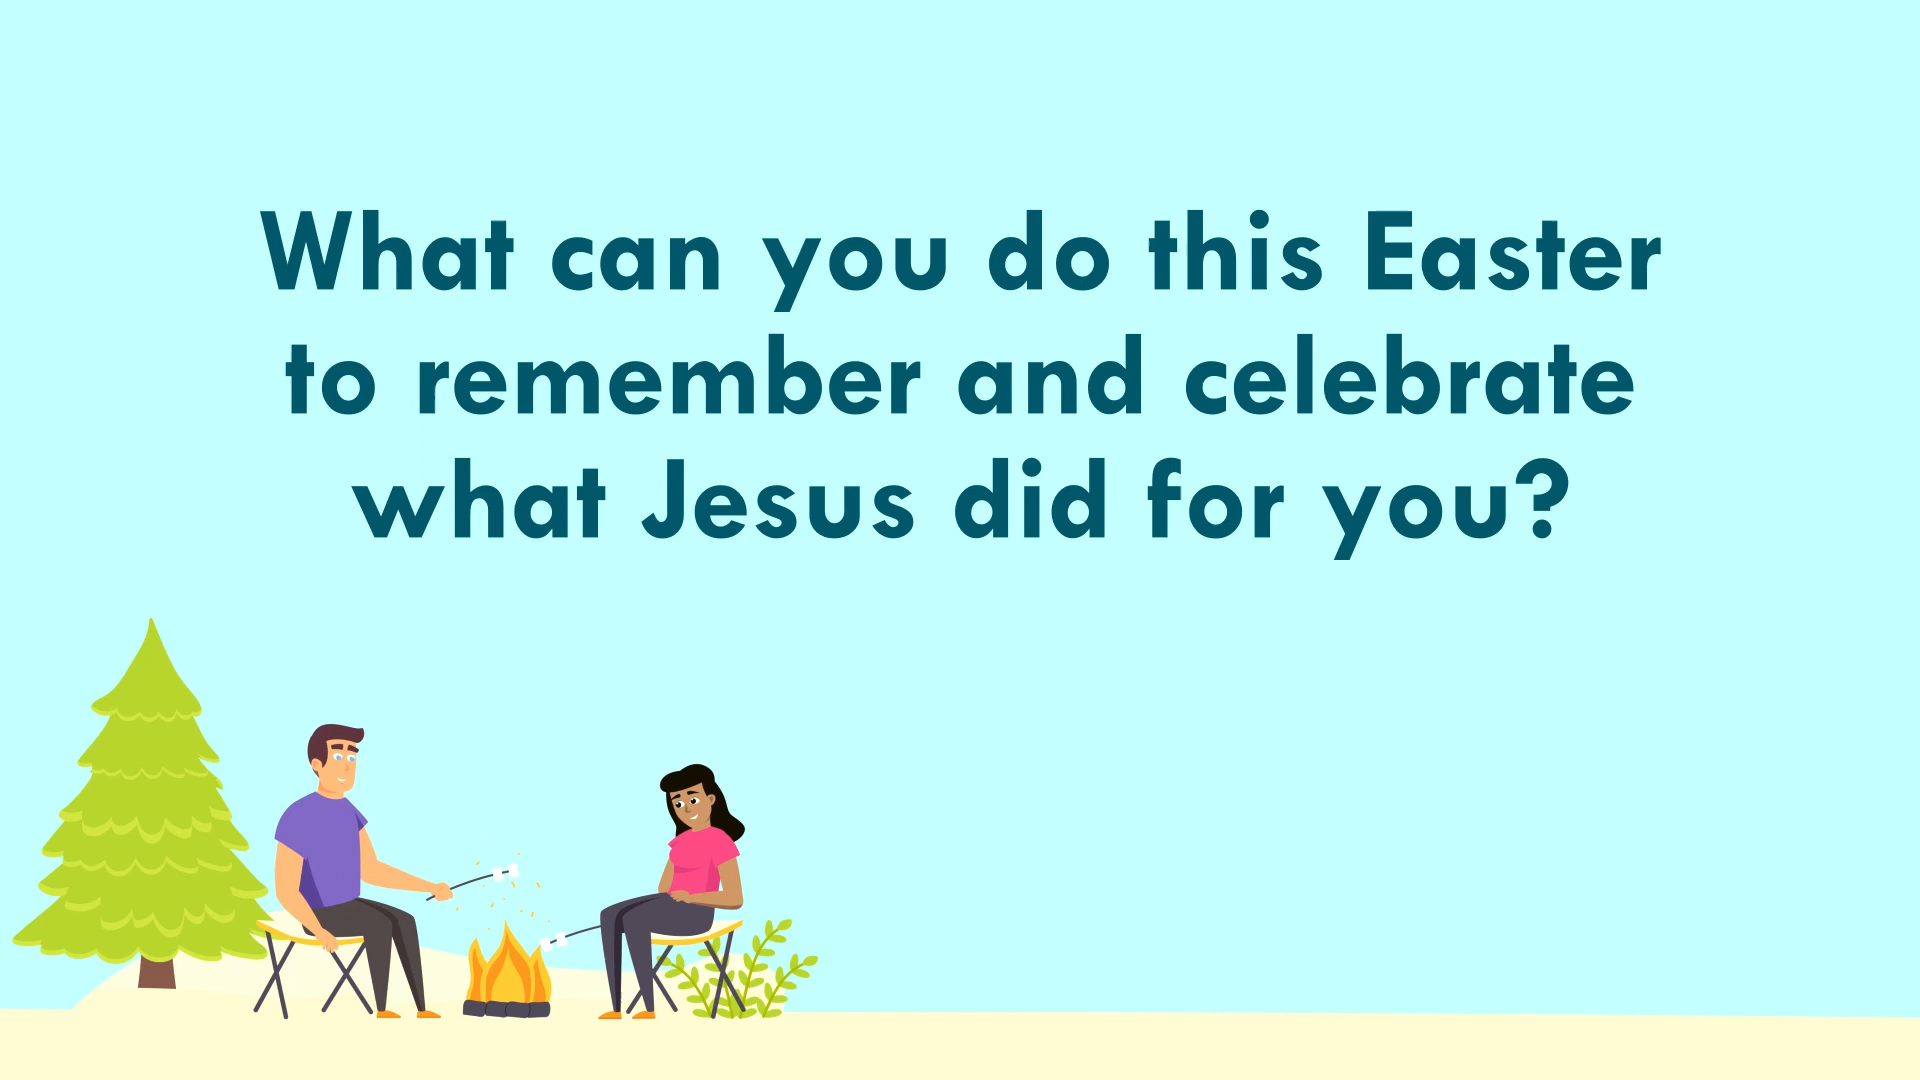 What can you do this Easter
to remember and celebrate
what Jesus did for you?